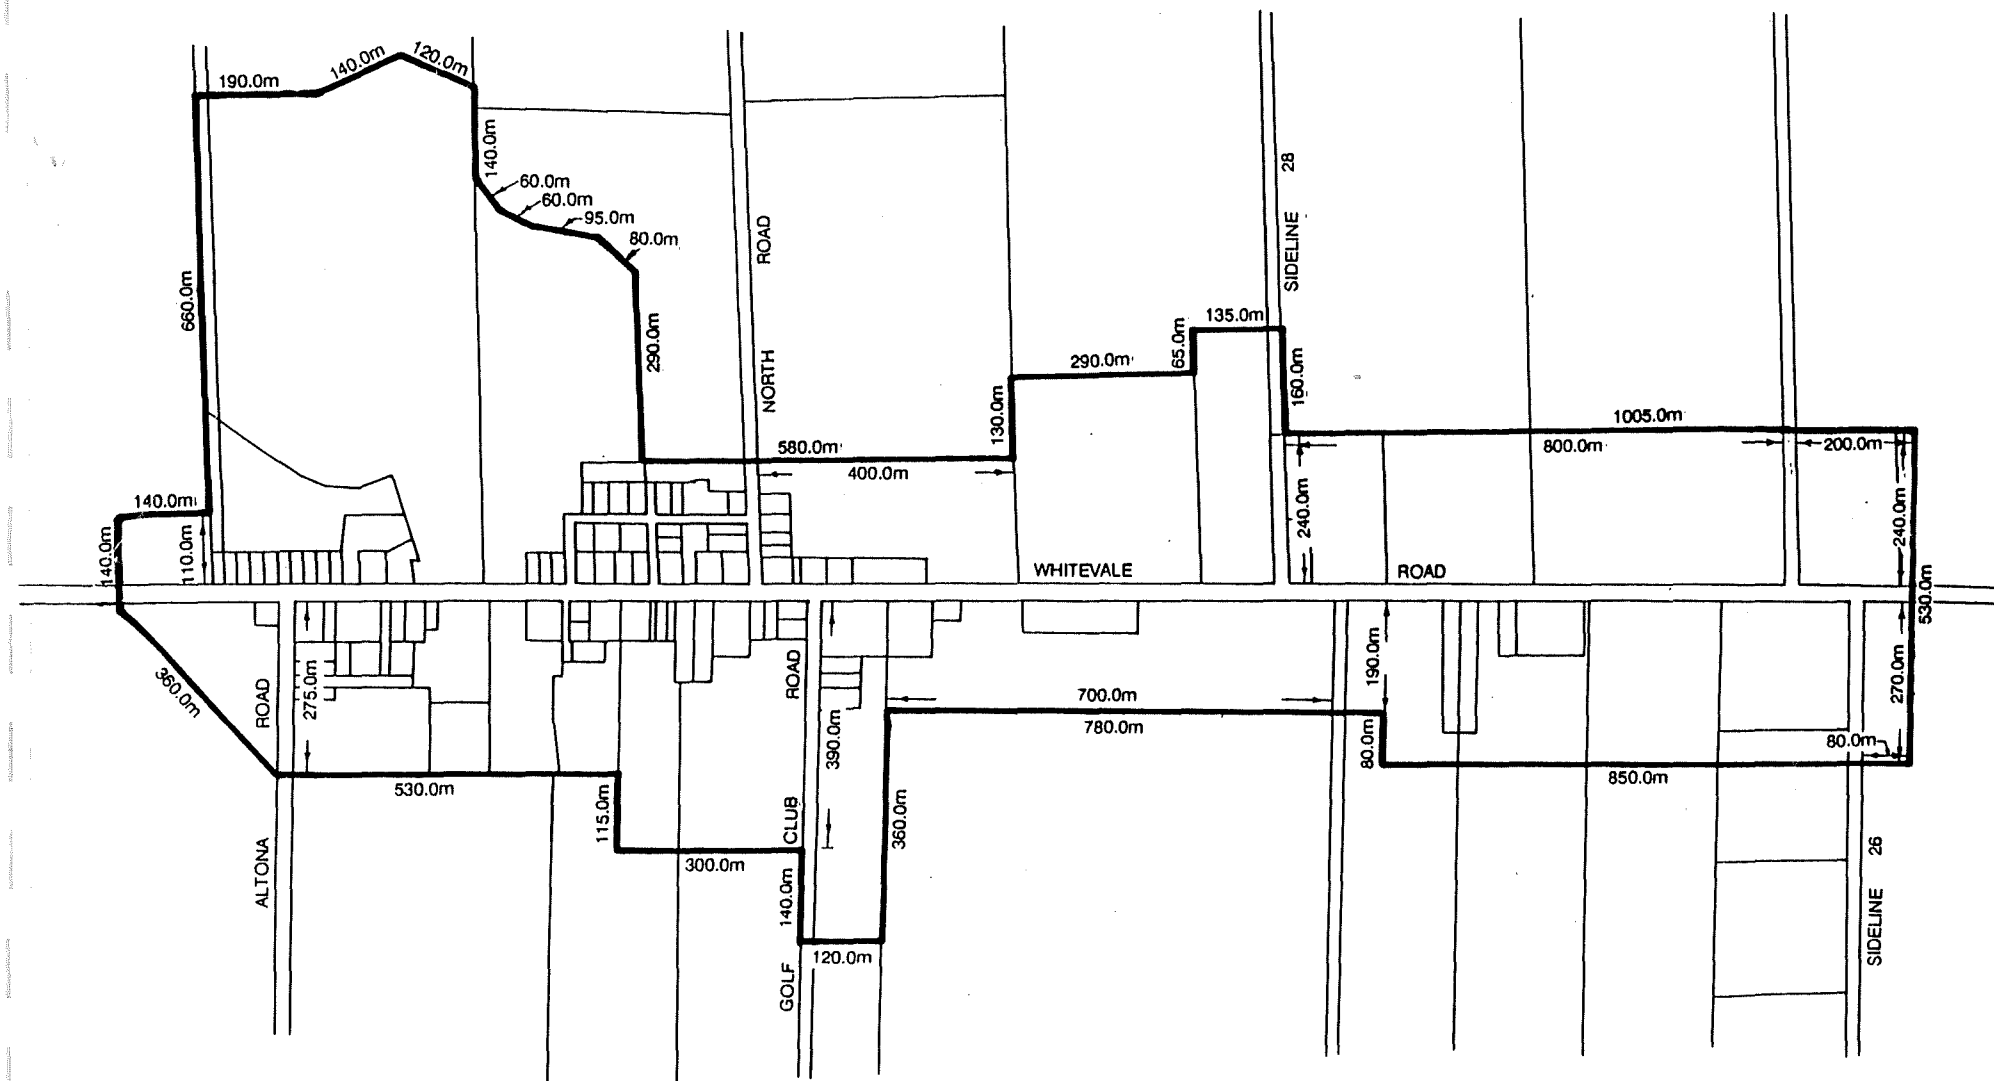 190.0m
140.0m
120.0m
140.0m
60.0m
60.0m
95.0m
80.0m
660.0m
290.0m
NORTH ROAD
SIDELINE 28
135.0m
65.0m
290.0m
160.0m
130.0m
580.0m
400.0m
1005.0m
800.0m
200.0m
240.0m
240.0m
140.0m
140.0m
110.0m
WHITEVALE ROAD
530.0m
360.0m
ALTONA ROAD
275.0m
GOLF CLUB ROAD
390.0m
190.0m
270.0m
700.0m
780.0m
80.0m
80.0m
850.0m
530.0m
115.0m
300.0m
360.0m
140.0m
120.0m
SIDELINE 26